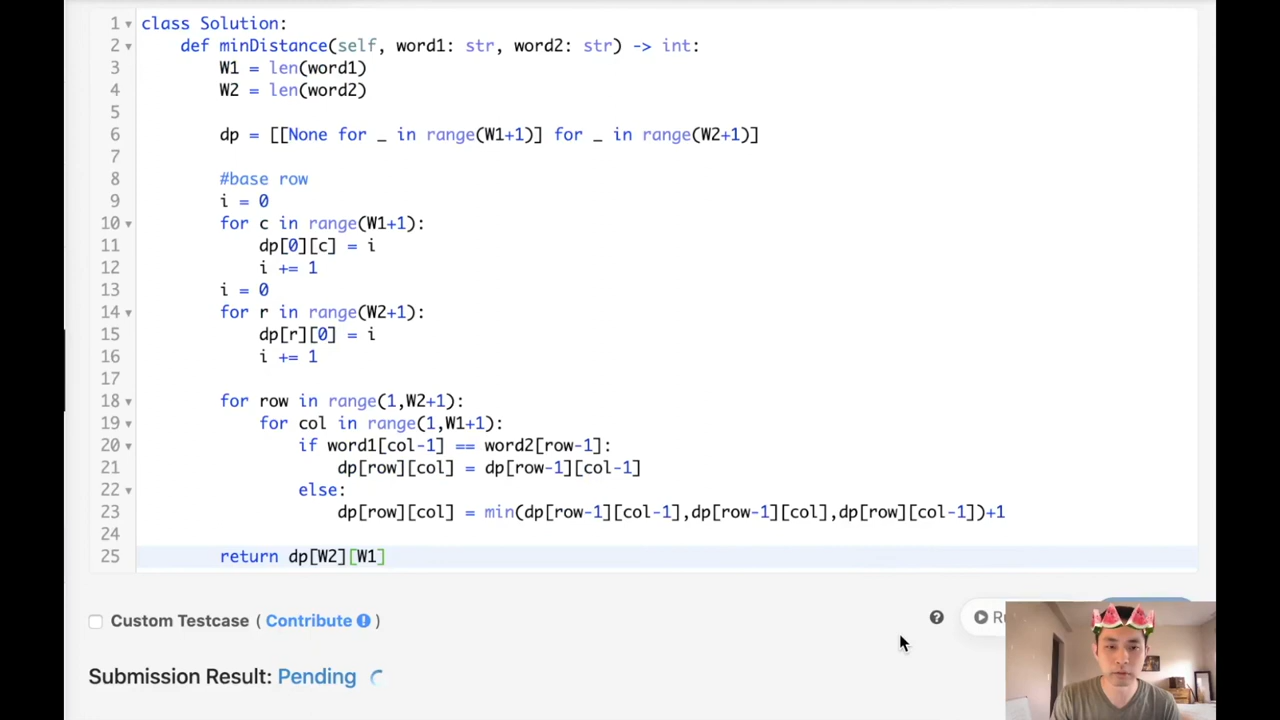 1 class Solution:
2 def minDistance(self, word1: str, word2: str) -> int:
3 W1 = len(word1)
4 W2 = len(word2)
5
6 dp = [[None for _ in range(W1+1)] for _ in range(W2+1)]
7
8 #base row
9 i = 0
10 for c in range(W1+1):
11 dp[0][c] = i
12 i += 1
13 i = 0
14 for r in range(W2+1):
15 dp[r][0] = i
16 i += 1
17
18 for row in range(1,W2+1):
19 for col in range(1,W1+1):
20 if word1[col-1] == word2[row-1]:
21 dp[row][col] = dp[row-1][col-1]
22 else:
23 dp[row][col] = min(dp[row-1][col-1],dp[row-1][col],dp[row][col-1])+1
24
25 return dp[W2][W1]
Custom Testcase ( Contribute )
Submission Result: Pending